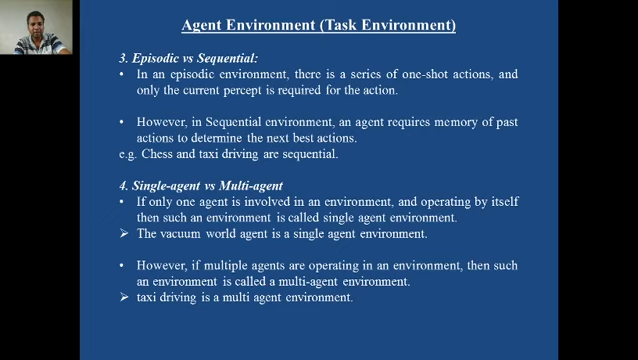 Agent Environment (Task Environment)
3. Episodic vs Sequential:
• In an episodic environment, there is a series of one-shot actions, and
only the current percept is required for the action.
• However, in Sequential environment, an agent requires memory of past
actions to determine the next best actions.
e.g. Chess and taxi driving are sequential.
4. Single-agent vs Multi-agent
• If only one agent is involved in an environment, and operating by itself
then such an environment is called single agent environment.
➢ The vacuum world agent is a single agent environment.
• However, if multiple agents are operating in an environment, then such
an environment is called a multi-agent environment.
➢ taxi driving is a multi agent environment.